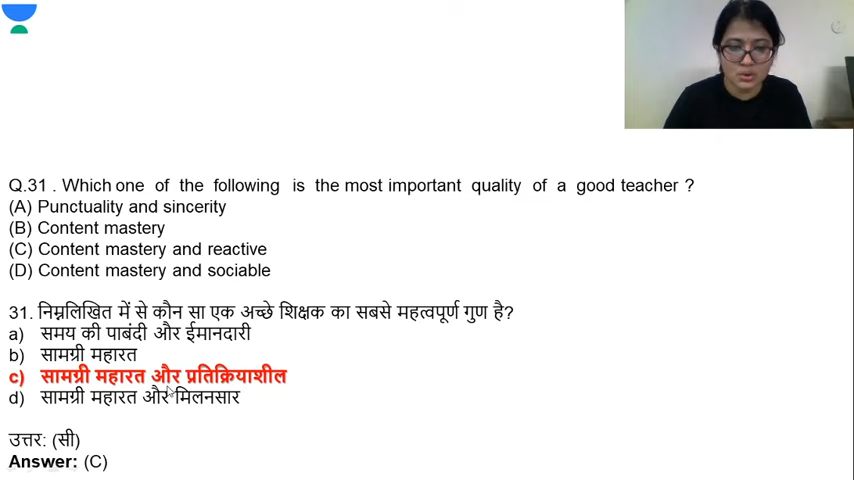 Q.31 . Which one of the following is the most important quality of a good teacher ?
(A) Punctuality and sincerity
(B) Content mastery
(C) Content mastery and reactive
(D) Content mastery and sociable
31. निम्नलिखित में से कौन सा एक अच्छे शिक्षक का सबसे महत्वपूर्ण गुण है?
a) समय की पाबंदी और ईमानदारी
b) सामग्री महारत
c) सामग्री महारत और प्रतिक्रियाशील
d) सामग्री महारत और मिलनसार
उत्तर: (सी)
Answer: (C)